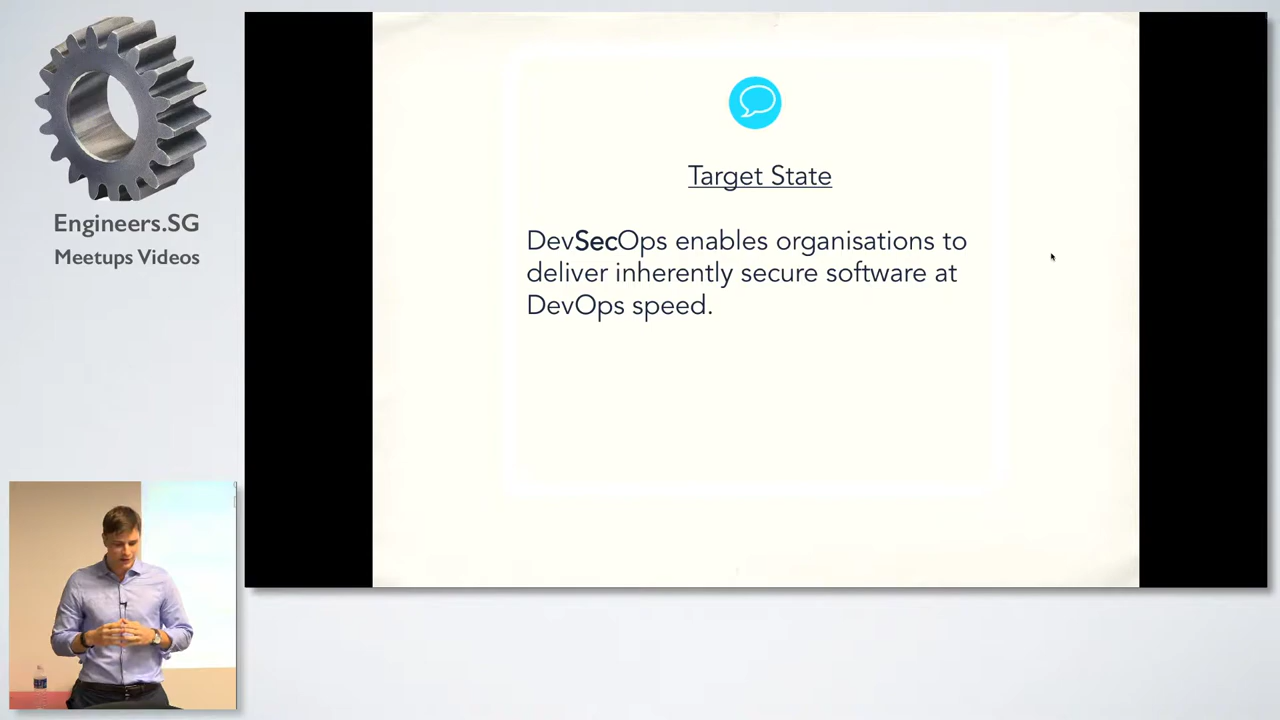 Engineers.SG
Meetups Videos
Target State
DevSecOps enables organisations to
deliver inherently secure software at
DevOps speed.